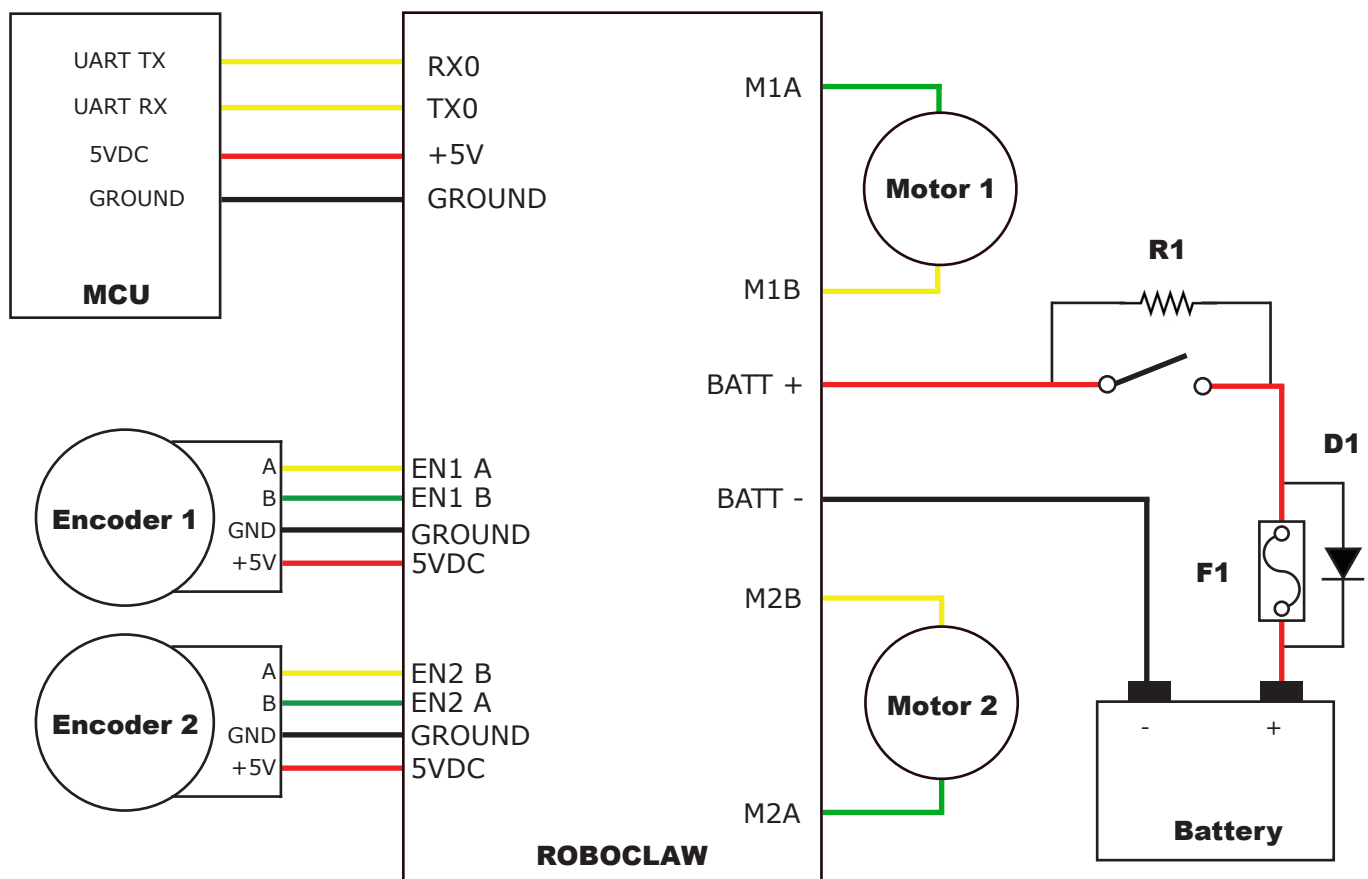 UART TX
UART RX
5VDC
GROUND
MCU
RX0
TX0
+5V
GROUND
M1A
Motor 1
M1B
R1
BATT +
D1
BATT -
F1
Encoder 1
A
B
GND
+5V
EN1 A
EN1 B
GROUND
5VDC
M2B
Motor 2
M2A
Encoder 2
A
B
GND
+5V
EN2 B
EN2 A
GROUND
5VDC
- +
Battery
ROBOCLAW